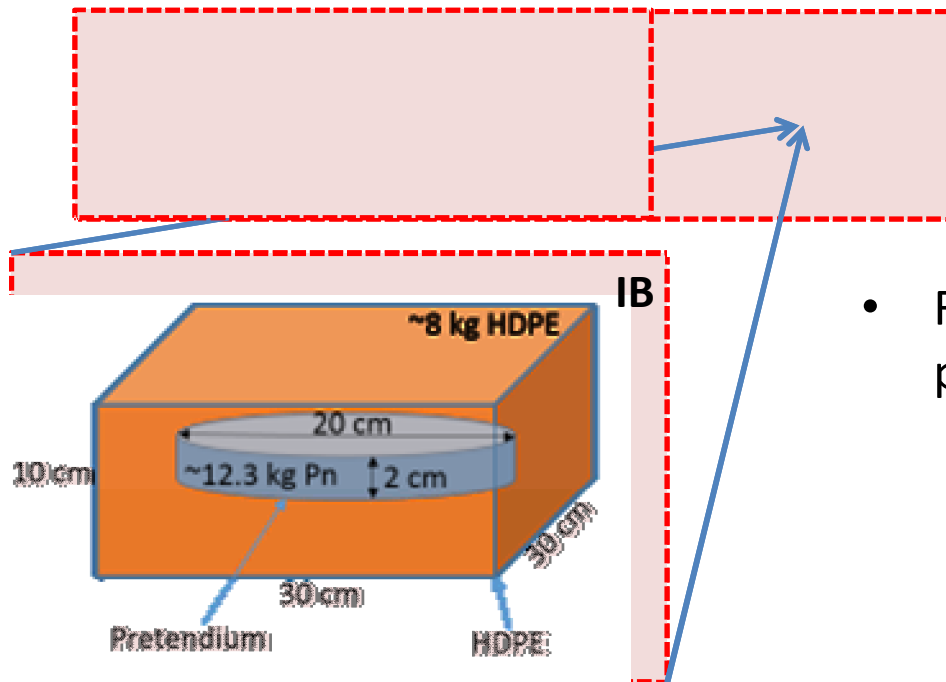 IB
~8 kg HDPE
20 cm
10 cm
~12.3 kg Pn
2 cm
30 cm
30 cm
Pretendium
HDPE
•